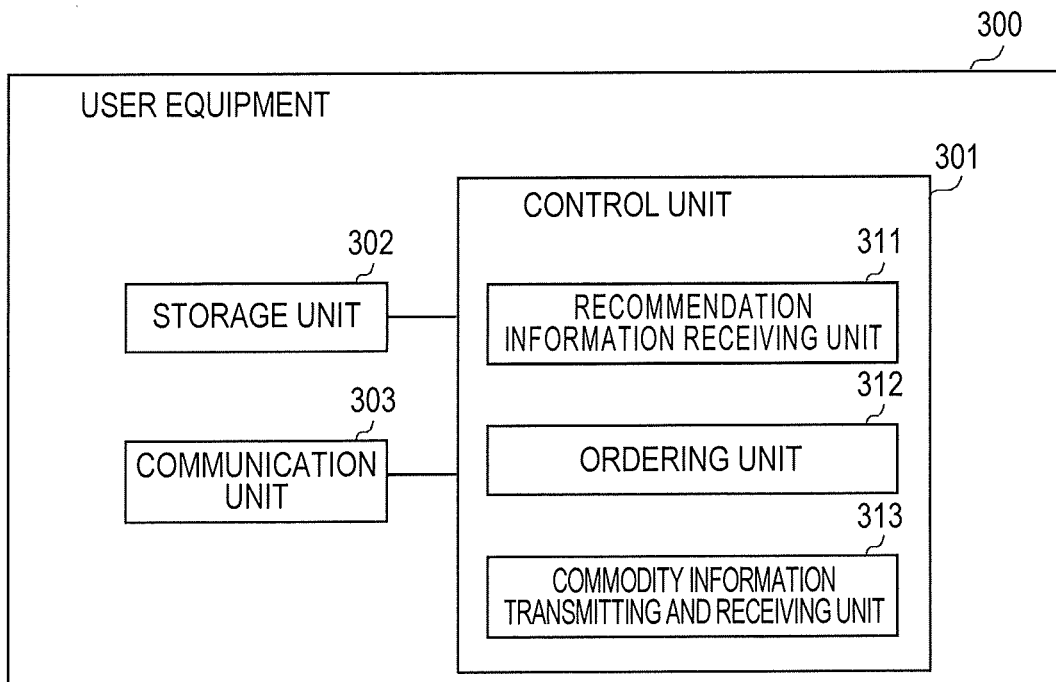 300
USER EQUIPMENT
301
CONTROL UNIT
302
STORAGE UNIT
311
RECOMMENDATION
INFORMATION RECEIVING UNIT
303
COMMUNICATION
UNIT
312
ORDERING UNIT
313
COMMODITY INFORMATION
TRANSMITTING AND RECEIVING UNIT